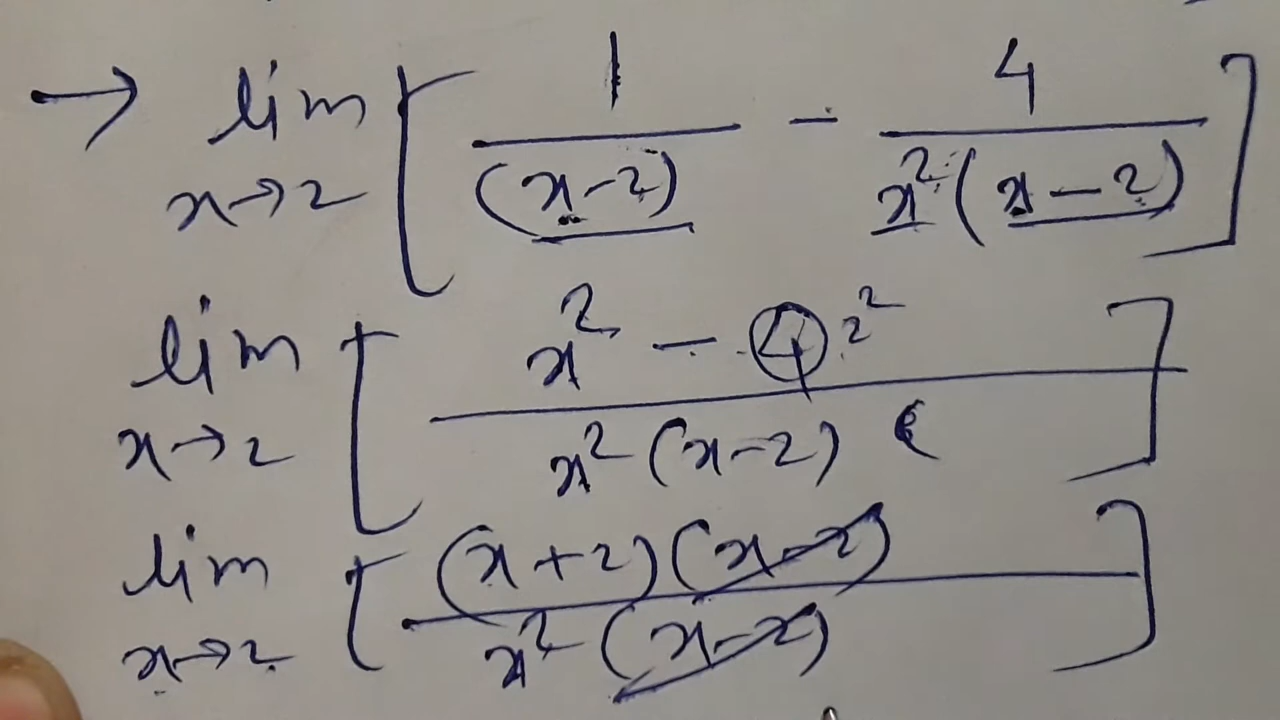 → lim x→2 [ 1/(x-2) - 4/x²(x-2) ]
lim x→2 [ x² - 4 2² / x²(x-2) ]
lim x→2 [ (x+2)(x-2) / x²(x-2) ]